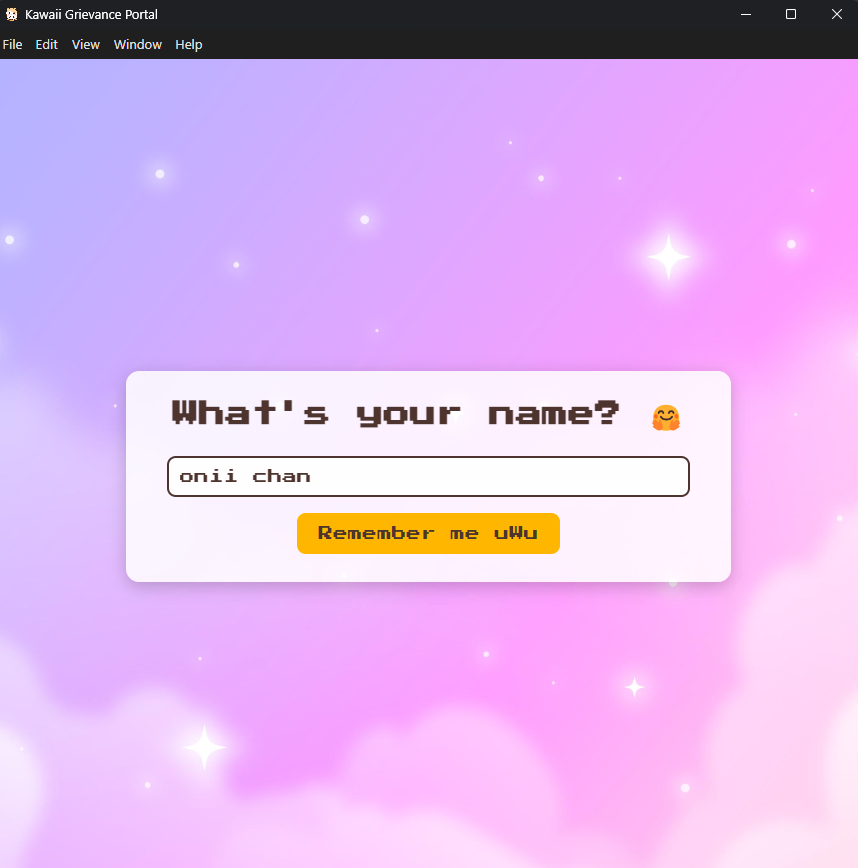 Kawaii Grievance Portal
File Edit View Window Help
What's your name? 🤗
onii chan
Remember me uWu